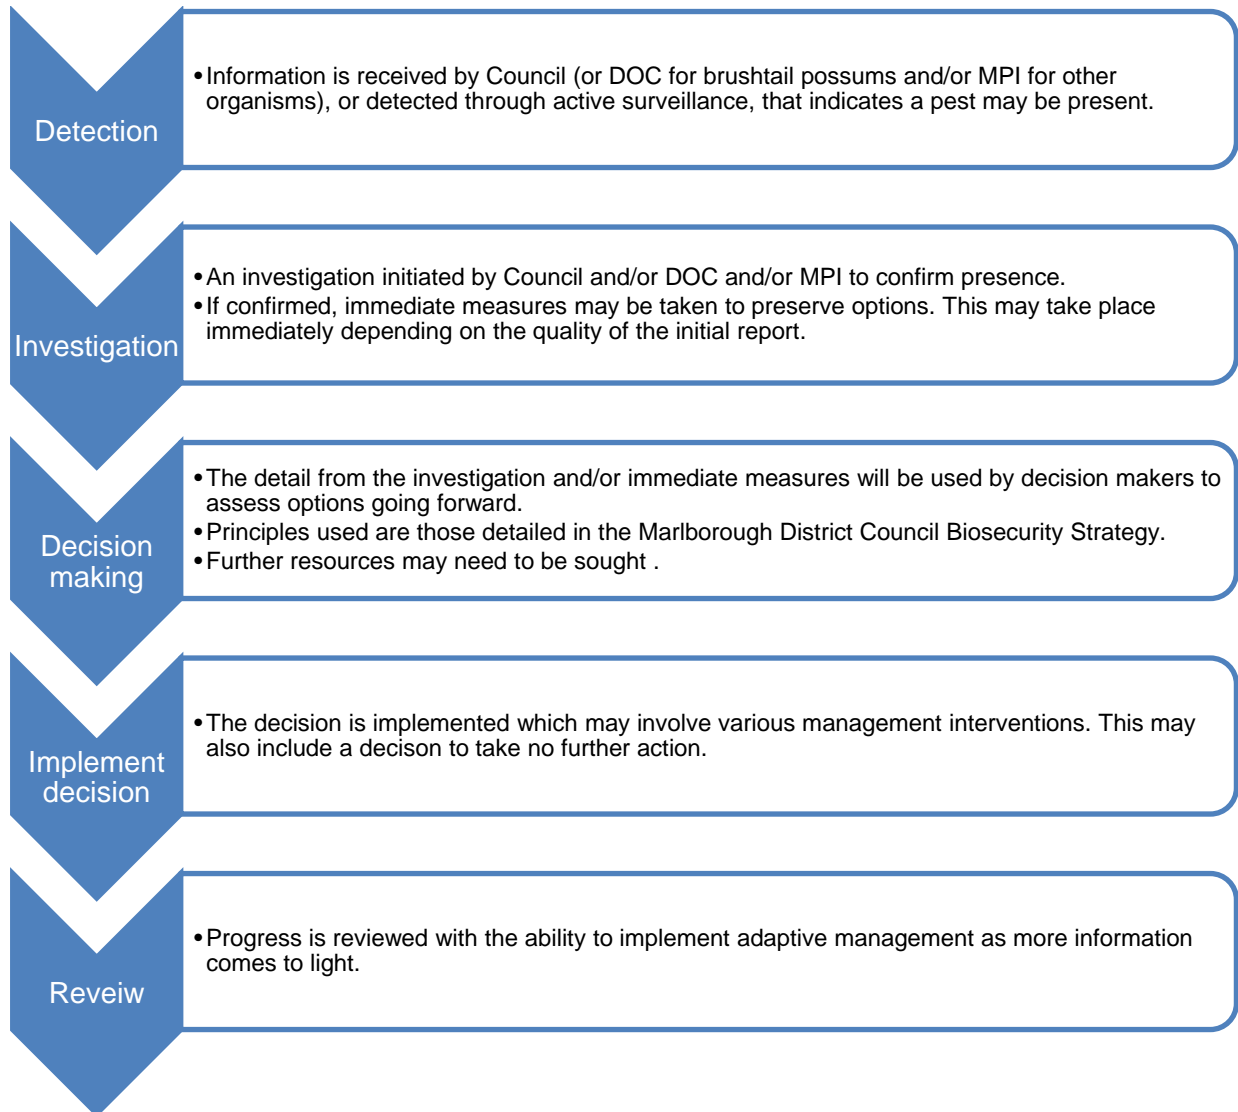 Detection
•Information is received by Council (or DOC for brushtail possums and/or MPI for other
organisms), or detected through active surveillance, that indicates a pest may be present.
Investigation
•An investigation initiated by Council and/or DOC and/or MPI to confirm presence.
•If confirmed, immediate measures may be taken to preserve options. This may take place
immediately depending on the quality of the initial report.
Decision
making
•The detail from the investigation and/or immediate measures will be used by decision makers to
assess options going forward.
•Principles used are those detailed in the Marlborough District Council Biosecurity Strategy.
•Further resources may need to be sought .
Implement
decision
•The decision is implemented which may involve various management interventions. This may
also include a decison to take no further action.
Reveiw
•Progress is reviewed with the ability to implement adaptive management as more information
comes to light.